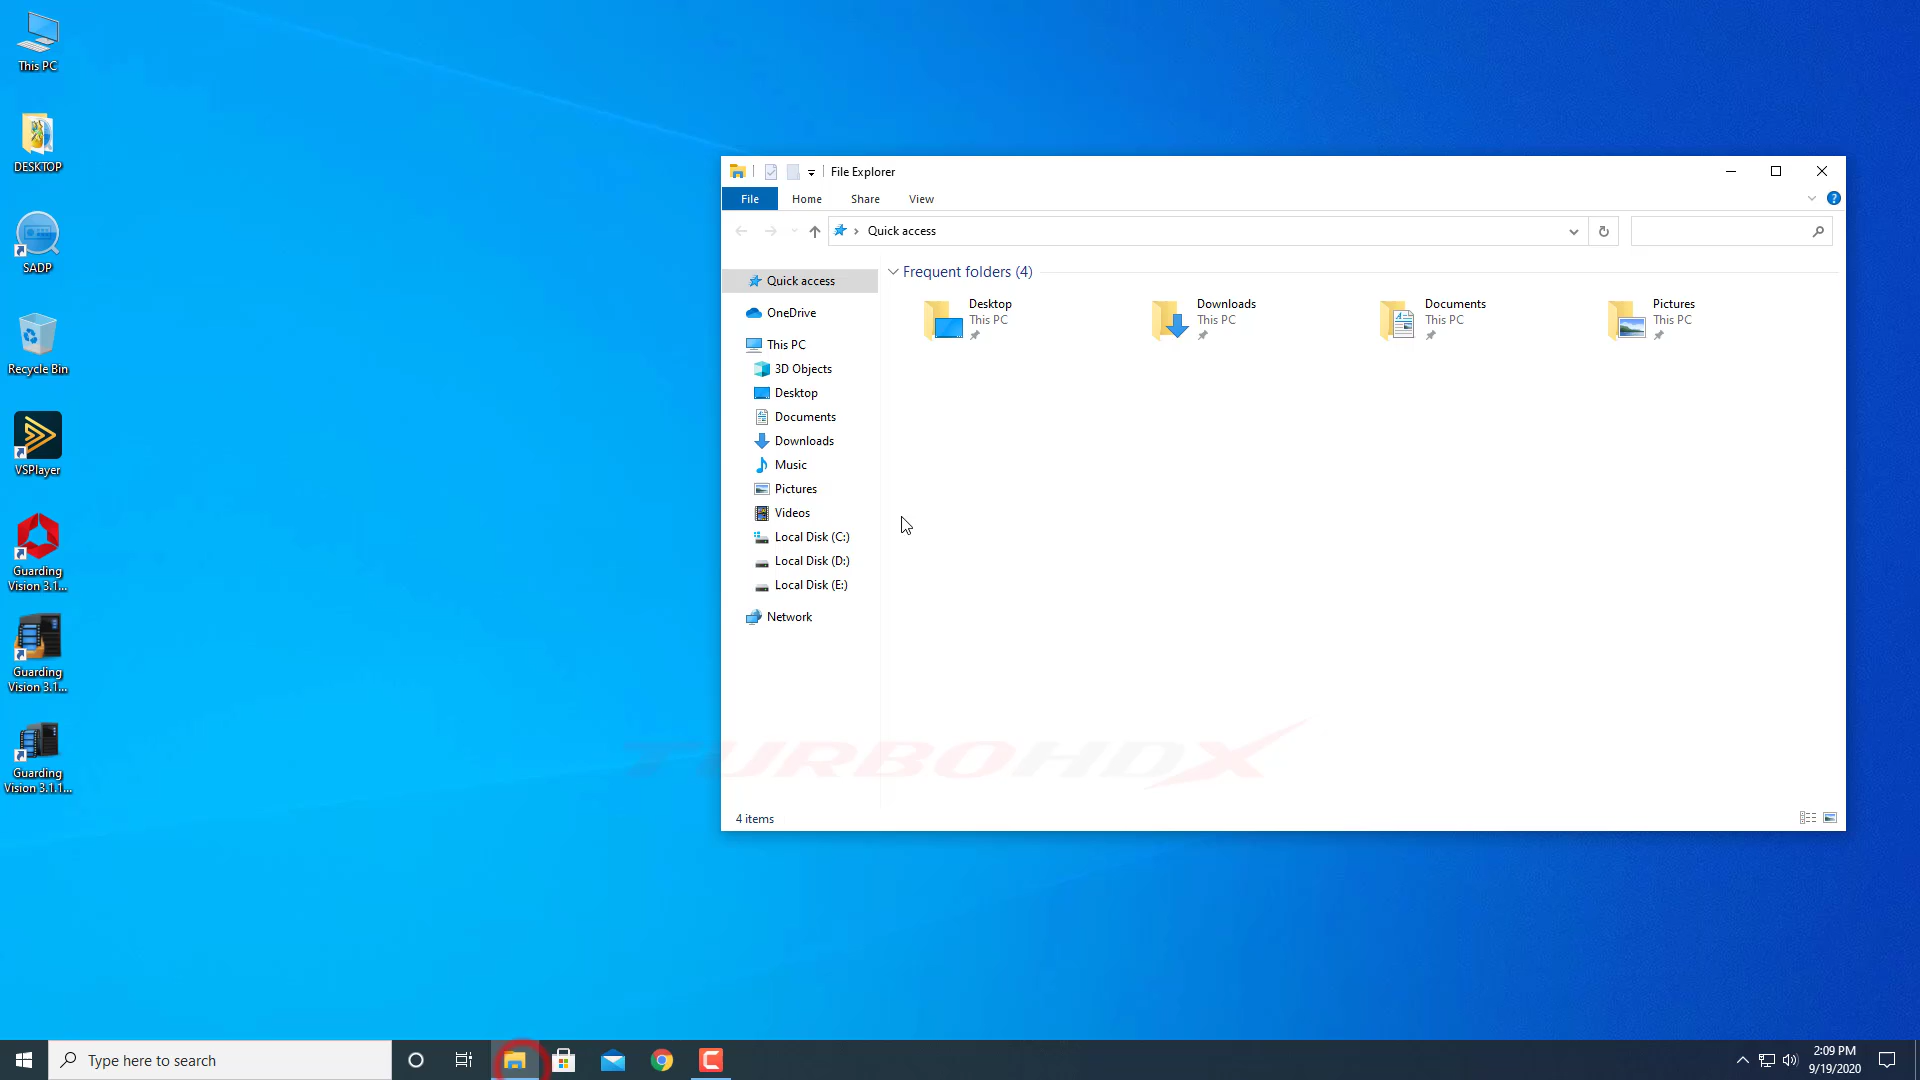 This PC
DESKTOP
SADP
Recycle Bin
VSPlayer
Guarding
Vision 3.1...
Guarding
Vision 3.1...
Guarding
Vision 3.1.1...
File Explorer
File
Home
Share
View
Quick access
Quick access
OneDrive
This PC
3D Objects
Desktop
Documents
Downloads
Music
Pictures
Videos
Local Disk (C:)
Local Disk (D:)
Local Disk (E:)
Network
Frequent folders (4)
Desktop
This PC
Downloads
This PC
Documents
This PC
Pictures
This PC
TURBOHDX
4 items
Type here to search
2:09 PM
9/19/2020